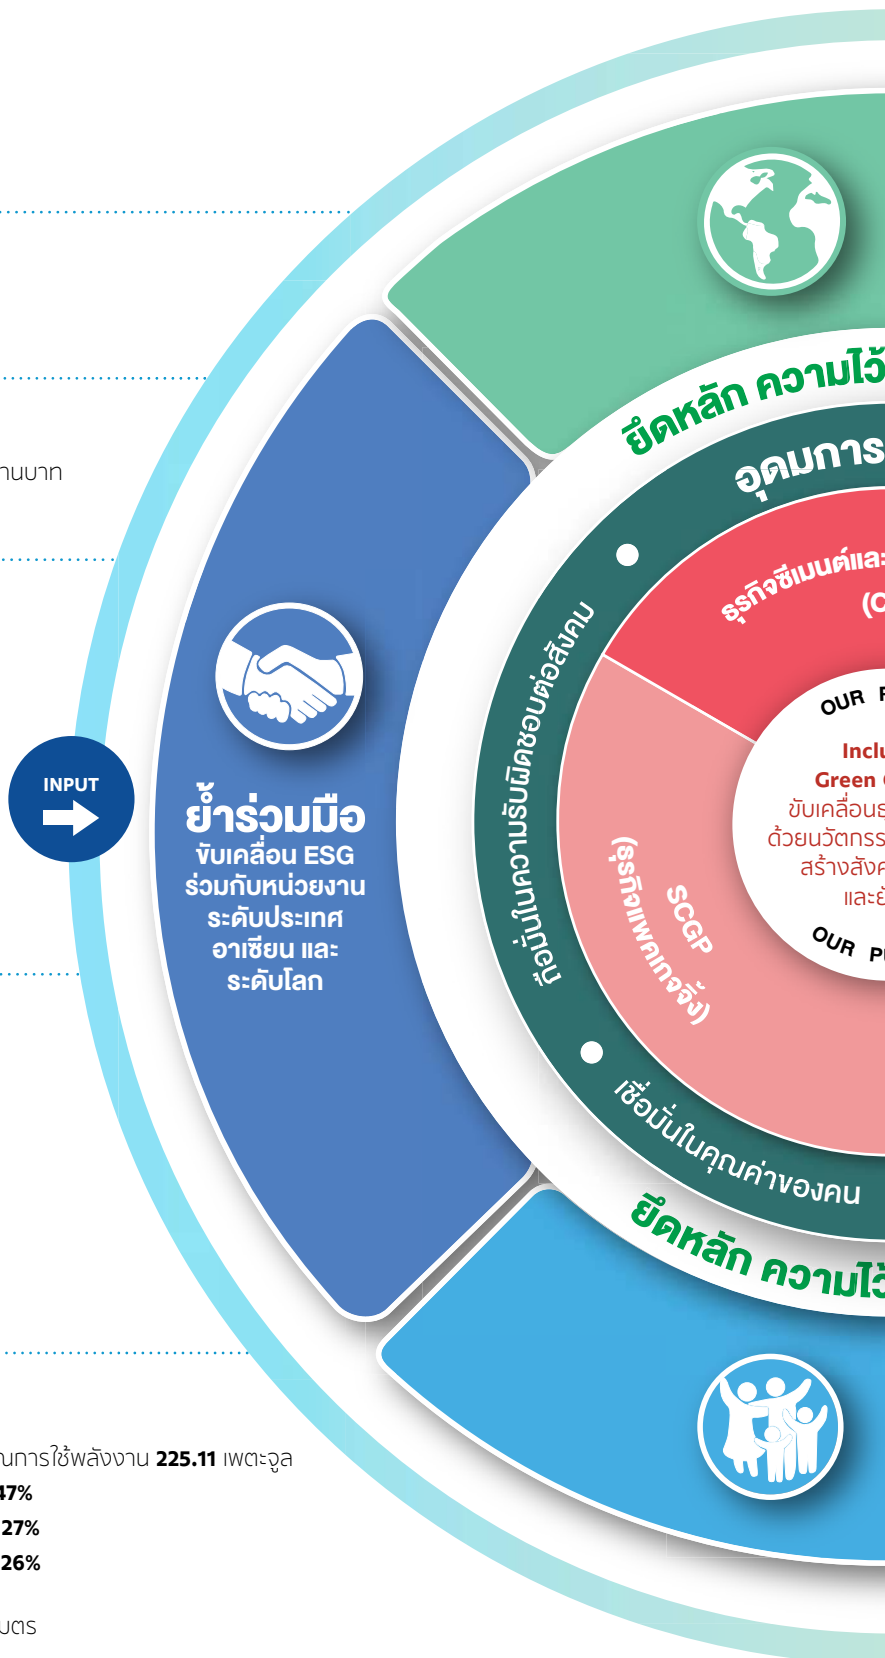 ยึดหลัก ความไว้
อุดมการ
านบาท
ธุรกิจซีเมนต์และ
(C
ถือมั่นในความรับผิดชอบต่อสังคม
OUR P
Inclu
Green
ขับเคลื่อนธ
ด้วยนวัตกรร
สร้างสังค
และยั
OUR PU
INPUT
ย้ำร่วมมือ
ขับเคลื่อน ESG
ร่วมกับหน่วยงาน
ระดับประเทศ
อาเซียน และ
ระดับโลก
SCGP
(ธุรกิจแพคเกจจิ้ง)
เชื่อมั่นในคุณค่าของคน
ยึดหลัก ความไว้
ณการใช้พลังงาน 225.11 เพตะจูล
47%
27%
26%
เมตร